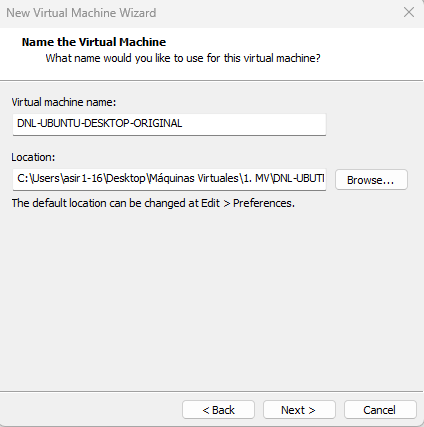 New Virtual Machine Wizard
Name the Virtual Machine
What name would you like to use for this virtual machine?
Virtual machine name:
DNL-UBUNTU-DESKTOP-ORIGINAL
Location:
C:\Users\asir1-16\Desktop\Máquinas Virtuales\1. MV\DNL-UBUTI
Browse...
The default location can be changed at Edit > Preferences.
< Back
Next >
Cancel